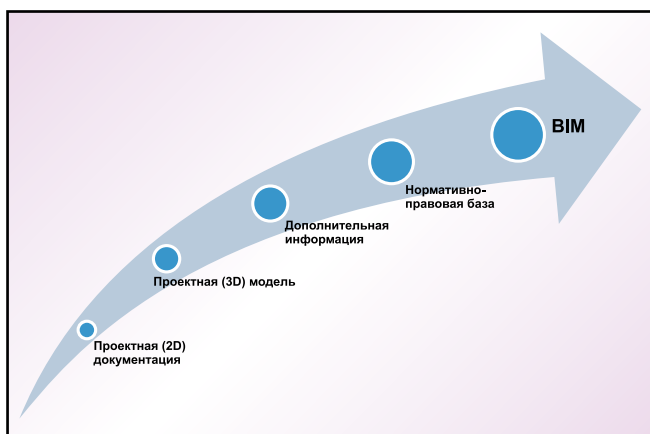 BIM
Нормативно-
правовая база
Дополнительная
информация
Проектная (3D) модель
Проектная (2D)
документация